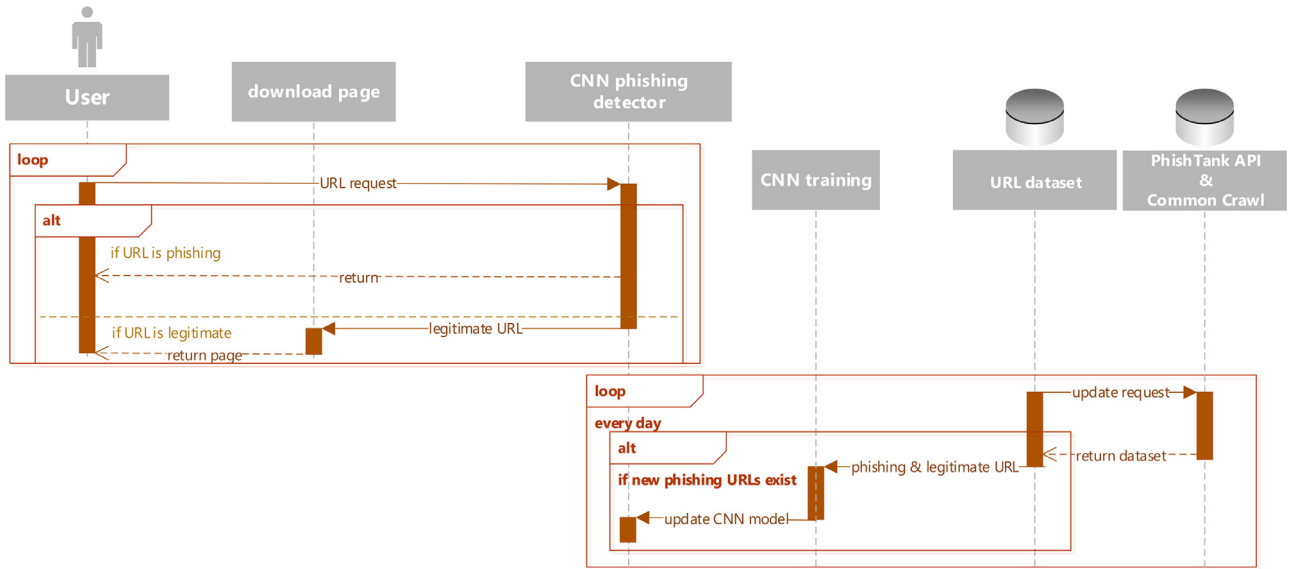 User
download page
CNN phishing
detector
CNN training
URL dataset
PhishTank API
&
Common Crawl
loop
URL request
alt
if URL is phishing
return
if URL is legitimate
legitimate URL
return page
loop
every day
update request
alt
return dataset
phishing & legitimate URL
if new phishing URLs exist
update CNN model